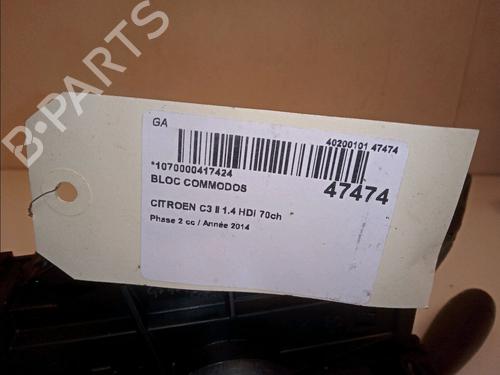 B-PARTS
GA
40200101 47474
*1070000417424
BLOC COMMODOS
47474
CITROEN C3 II 1.4 HDi 70ch
Phase 2 cc / Année 2014